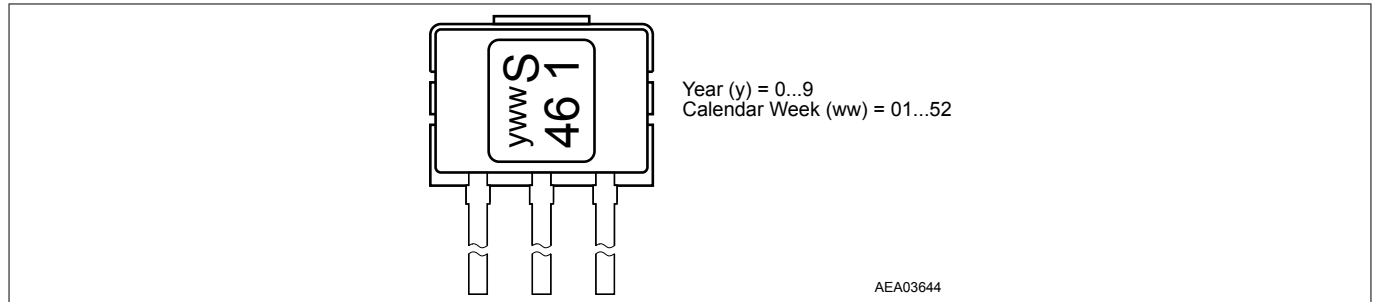 ywwS
46 1
Year (y) = 0...9
Calendar Week (ww) = 01...52
AEA03644